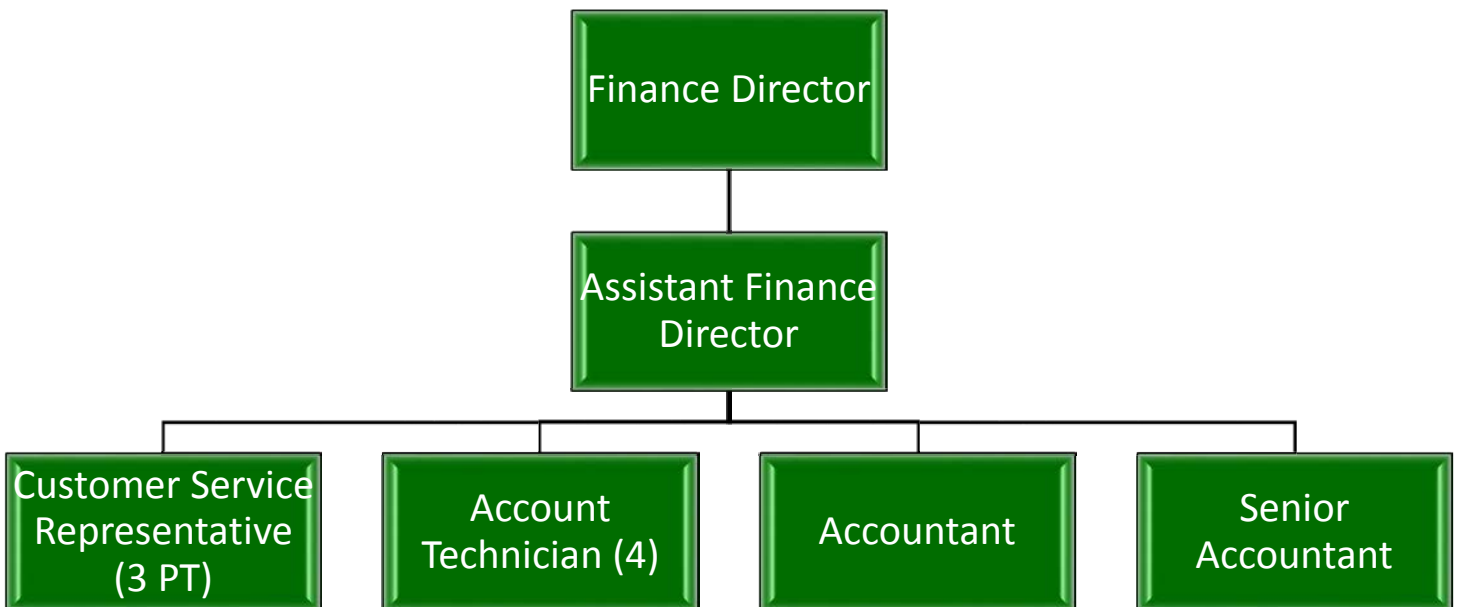 Finance Director
Assistant Finance
Director
Customer Service
Representative
(3 PT)
Account
Technician (4)
Accountant
Senior
Accountant